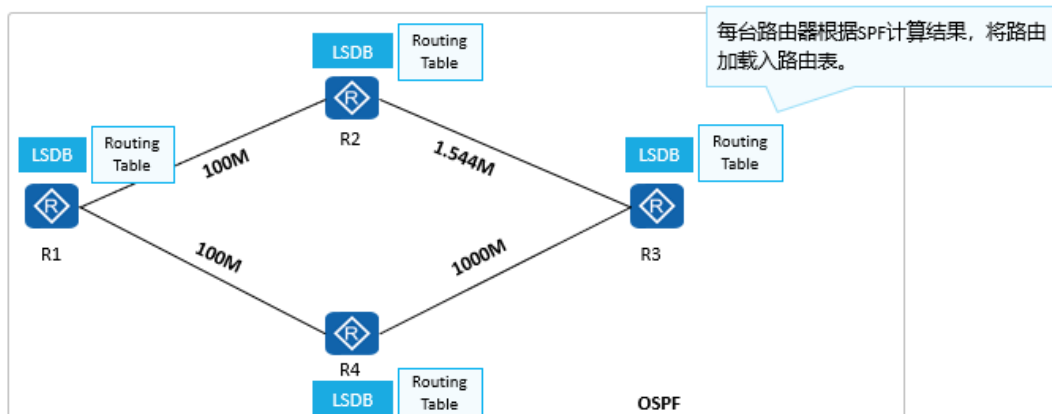 每台路由器根据SPF计算结果，将路由
加载入路由表。
LSDB
Routing
Table
R
R2
LSDB
Routing
Table
100M
1.544M
LSDB
Routing
Table
R
R1
R
R3
100M
1000M
R
R4
LSDB
Routing
Table
OSPF